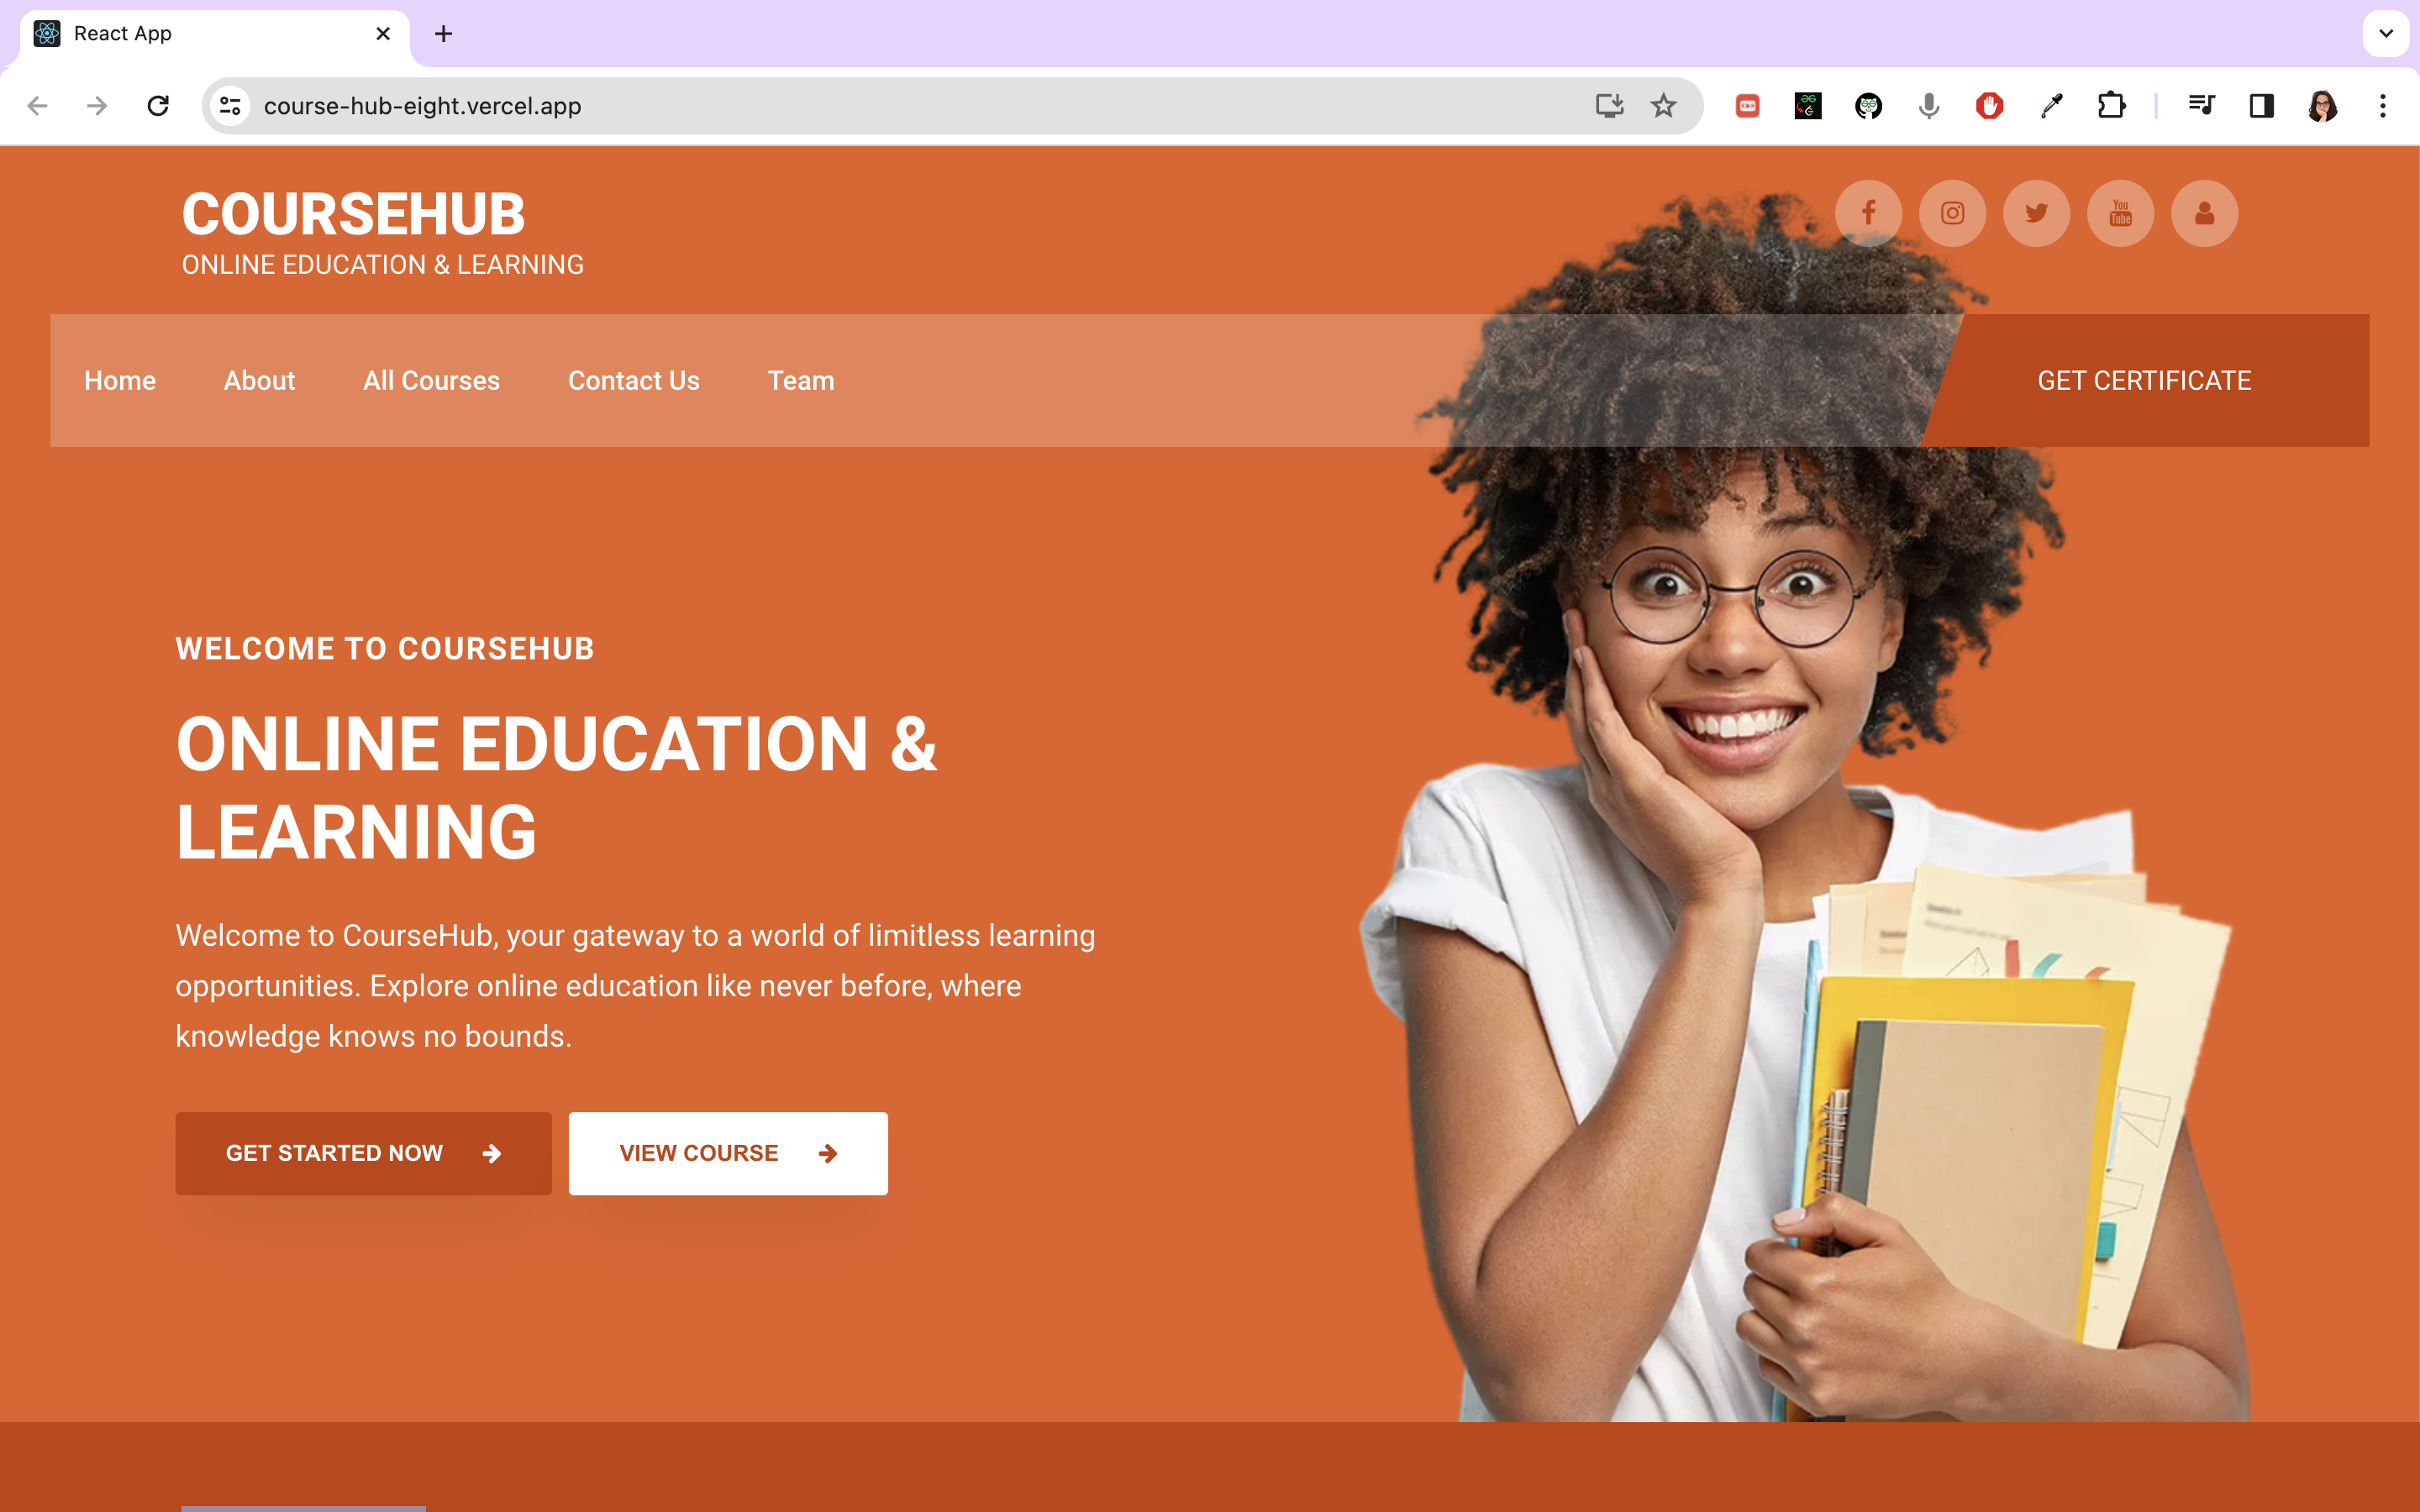 React App
course-hub-eight.vercel.app
COURSEHUB
ONLINE EDUCATION & LEARNING
You
Tube
Home About All Courses Contact Us Team GET CERTIFICATE
WELCOME TO COURSEHUB
ONLINE EDUCATION &
LEARNING
Welcome to CourseHub, your gateway to a world of limitless learning
opportunities. Explore online education like never before, where
knowledge knows no bounds.
GET STARTED NOW VIEW COURSE